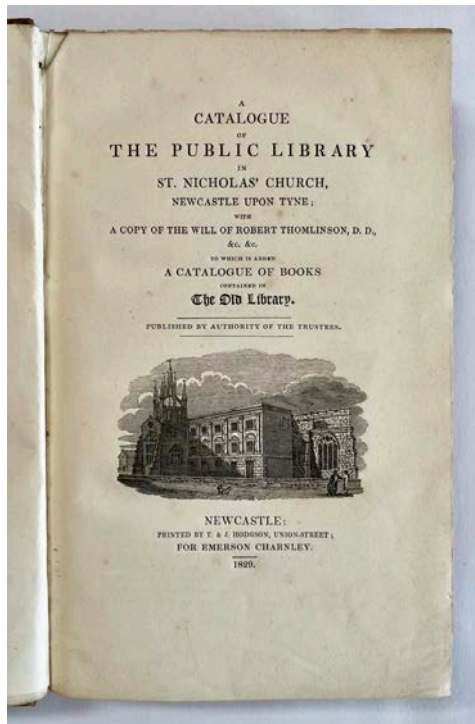 A
CATALOGUE
OF
THE PUBLIC LIBRARY
IN
ST. NICHOLAS' CHURCH,
NEWCASTLE UPON TYNE;
WITH
A COPY OF THE WILL OF ROBERT THOMLINSON, D. D.,
&c. &c.
TO WHICH IS ADDED
A CATALOGUE OF BOOKS
CONTAINED IN
The Old Library.
PUBLISHED BY AUTHORITY OF THE TRUSTEES.
NEWCASTLE:
PRINTED BY T. & J. HODGSON, UNION-STREET;
FOR EMERSON CHARNLEY.
1829.